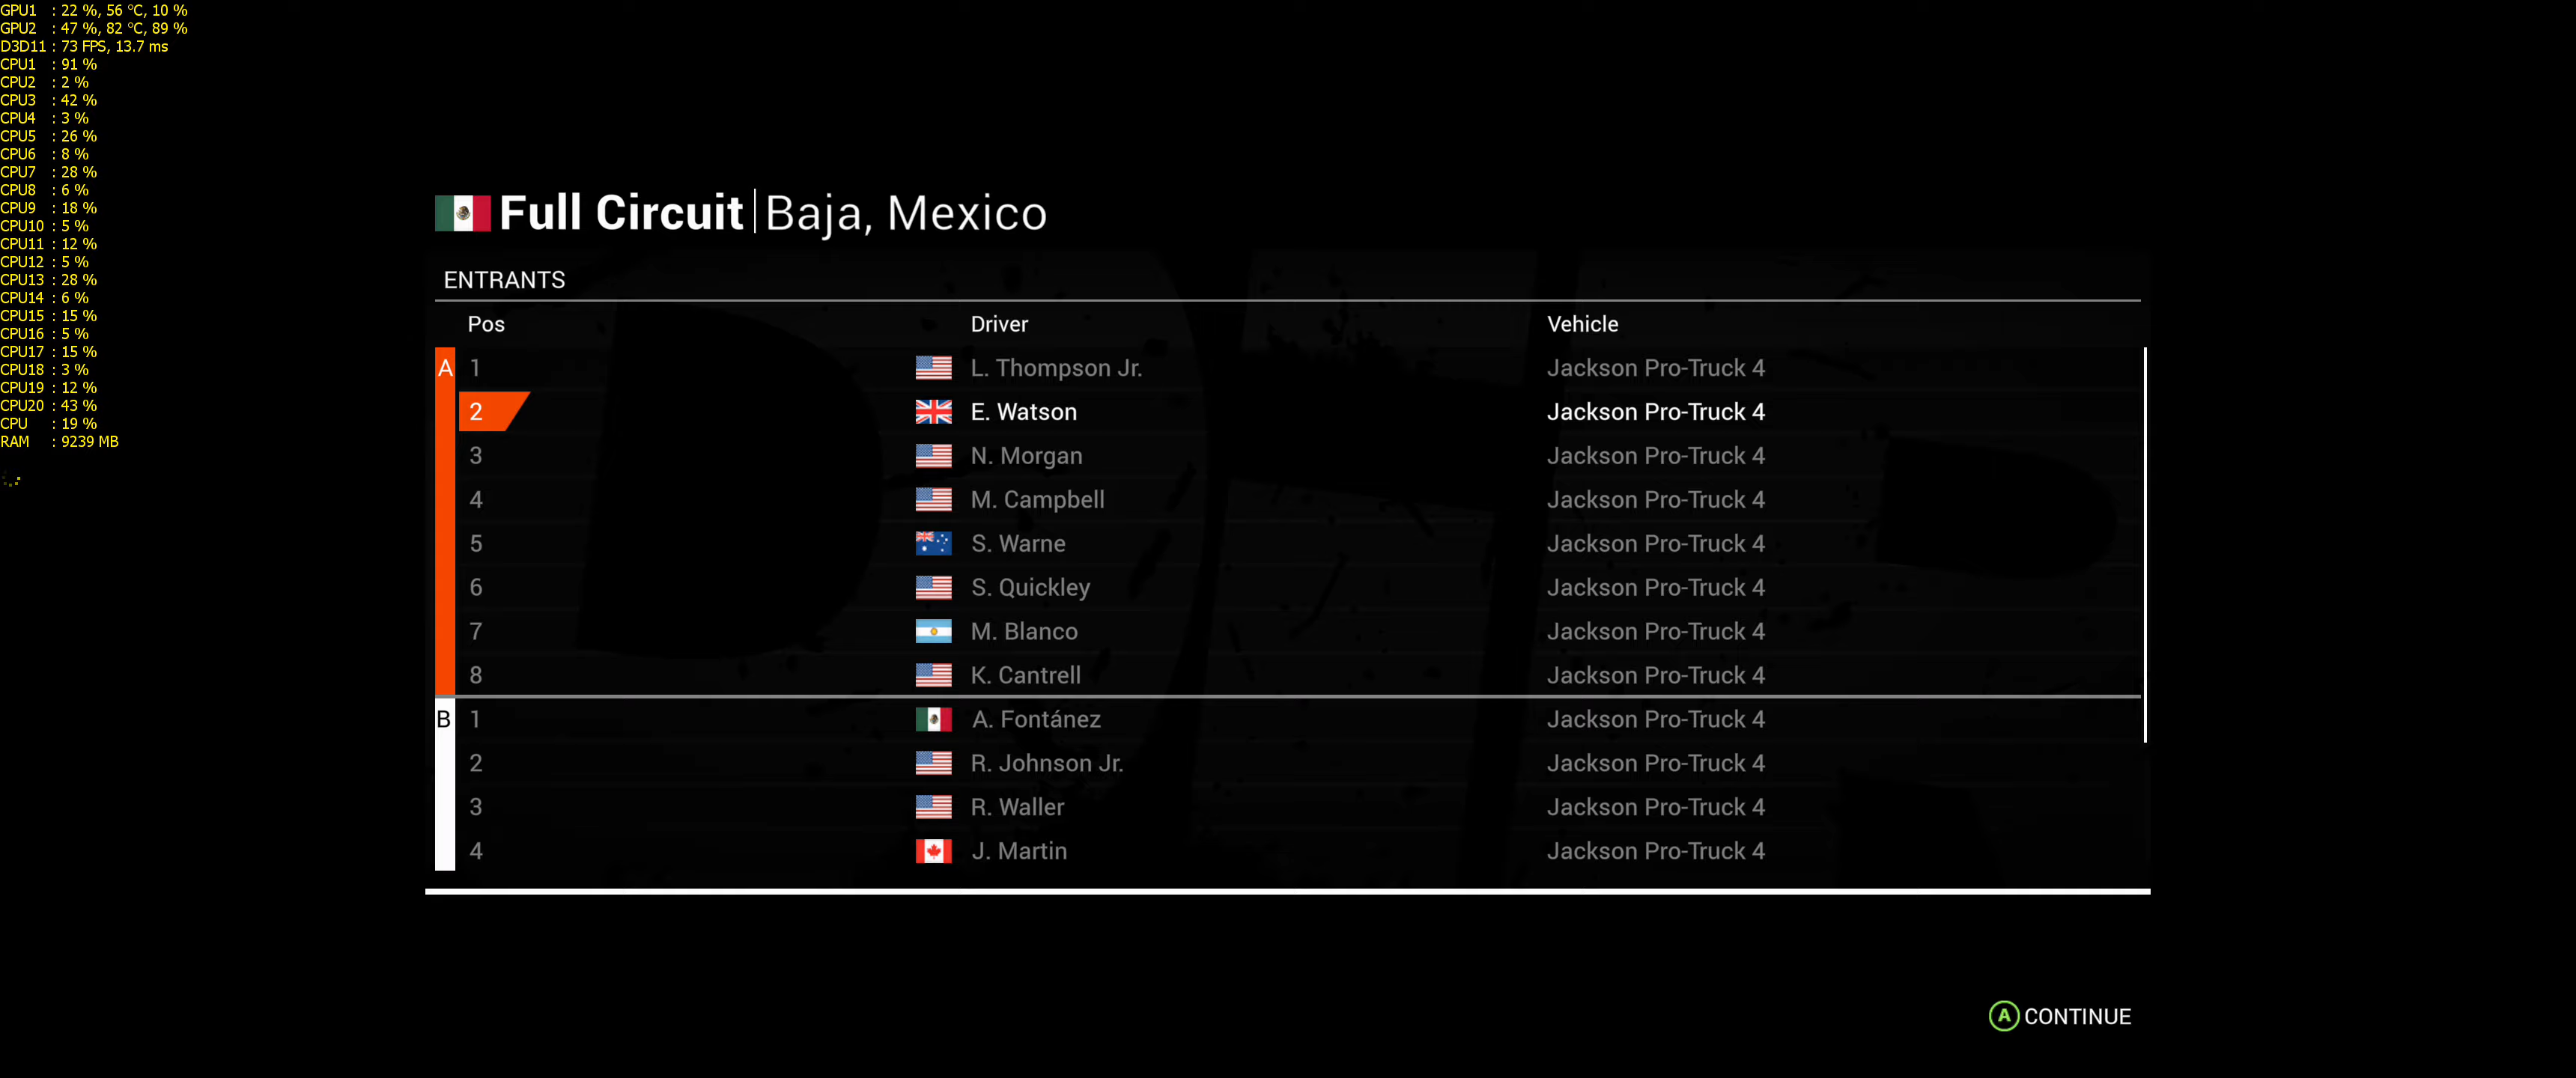 GPU1 : 22 %, 56 °C, 10 %
GPU2 : 47 %, 82 °C, 89 %
D3D11 : 73 FPS, 13.7 ms
CPU1 : 91 %
CPU2 : 2 %
CPU3 : 42 %
CPU4 : 3 %
CPU5 : 26 %
CPU6 : 8 %
CPU7 : 28 %
CPU8 : 6 %
CPU9 : 18 %
CPU10 : 5 %
CPU11 : 12 %
CPU12 : 5 %
CPU13 : 28 %
CPU14 : 6 %
CPU15 : 15 %
CPU16 : 5 %
CPU17 : 15 %
CPU18 : 3 %
CPU19 : 12 %
CPU20 : 43 %
CPU : 19 %
RAM : 9239 MB
Full Circuit | Baja, Mexico
ENTRANTS
Pos Driver Vehicle
A 1 L. Thompson Jr. Jackson Pro-Truck 4
2 E. Watson Jackson Pro-Truck 4
3 N. Morgan Jackson Pro-Truck 4
4 M. Campbell Jackson Pro-Truck 4
5 S. Warne Jackson Pro-Truck 4
6 S. Quickley Jackson Pro-Truck 4
7 M. Blanco Jackson Pro-Truck 4
8 K. Cantrell Jackson Pro-Truck 4
B 1 A. Fontánez Jackson Pro-Truck 4
2 R. Johnson Jr. Jackson Pro-Truck 4
3 R. Waller Jackson Pro-Truck 4
4 J. Martin Jackson Pro-Truck 4
A CONTINUE